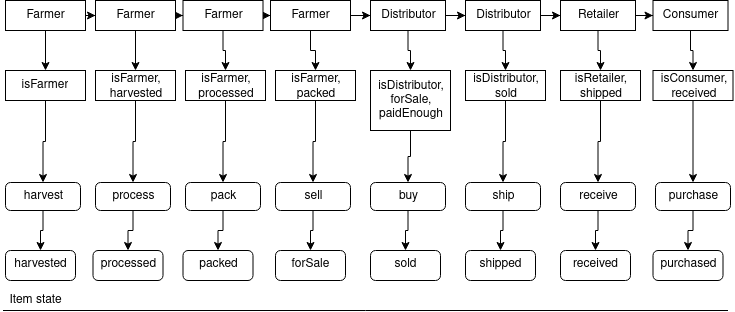 Farmer
Farmer
Farmer
Farmer
Distributor
Distributor
Retailer
Consumer
isFarmer
isFarmer,
harvested
isFarmer,
processed
isFarmer,
packed
isDistributor,
forSale,
paidEnough
isDistributor,
sold
isRetailer,
shipped
isConsumer,
received
harvest
process
pack
sell
buy
ship
receive
purchase
harvested
processed
packed
forSale
sold
shipped
received
purchased
Item state